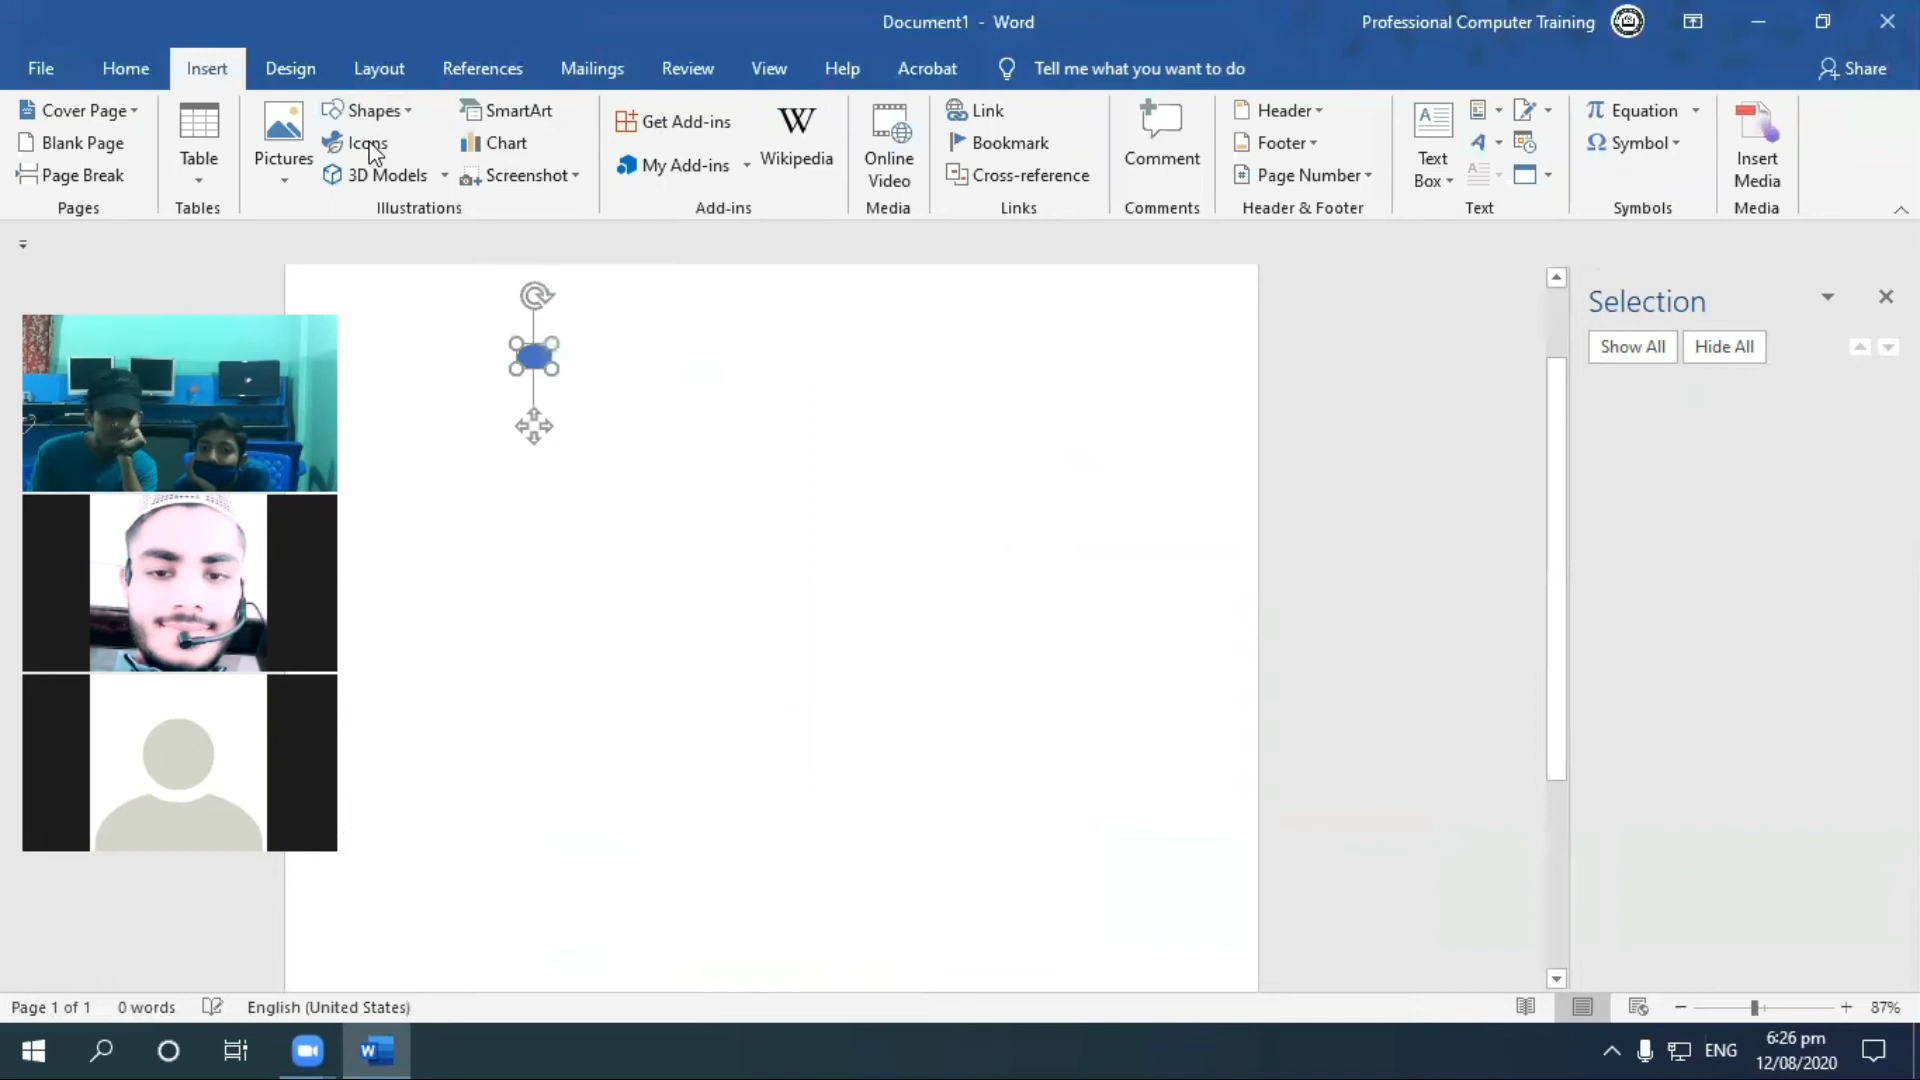 Document1 - Word
Professional Computer Training
File Home Insert Design Layout References Mailings Review View Help Acrobat Tell me what you want to do Share
Cover Page
Blank Page
Page Break
Pages
Table
Tables
Pictures
Shapes
Icons
3D Models
SmartArt
Chart
Screenshot
Illustrations
Get Add-ins
My Add-ins
W
Wikipedia
Add-ins
Online
Video
Media
Link
Bookmark
Cross-reference
Links
Comment
Comments
Header
Footer
Page Number
Header & Footer
Text
Box
Text
Equation
Symbol
Symbols
Insert
Media
Media
Selection
Show All Hide All
Page 1 of 1 0 words English (United States) 87%
ENG
6:26 pm
12/08/2020